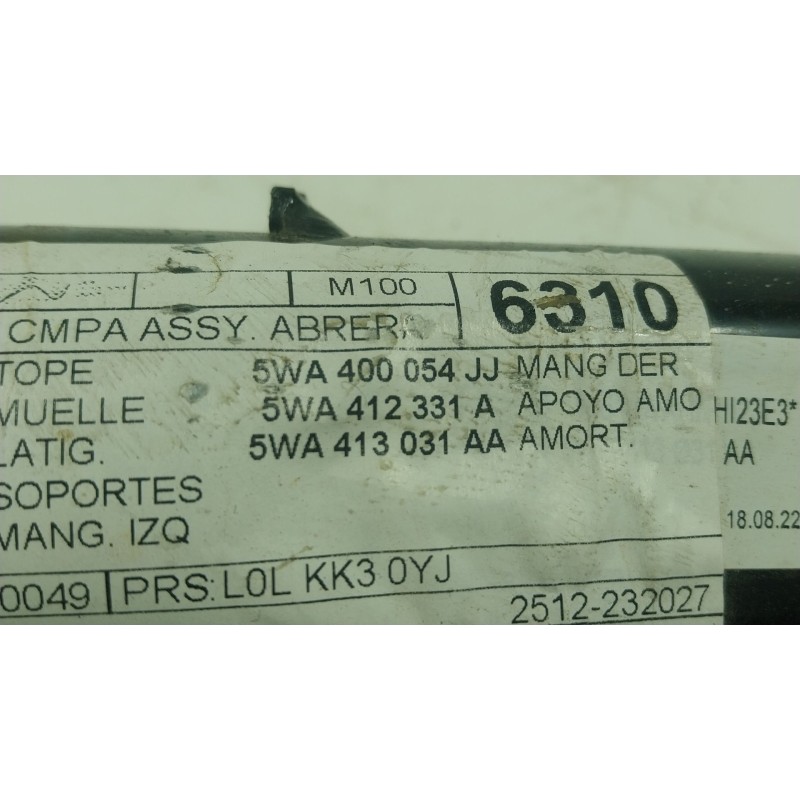 M100 6310
CMPA ASSY. ABRERA
TOPE 5WA 400 054 JJ MANG DER
MUELLE 5WA 412 331 A APOYO AMO
LATIG. 5WA 413 031 AA AMORT.
SOPORTES
MANG. IZQ
0049 PRS: L0L KK3 0YJ
2512-232027
HI23E3*
AA
18.08.22